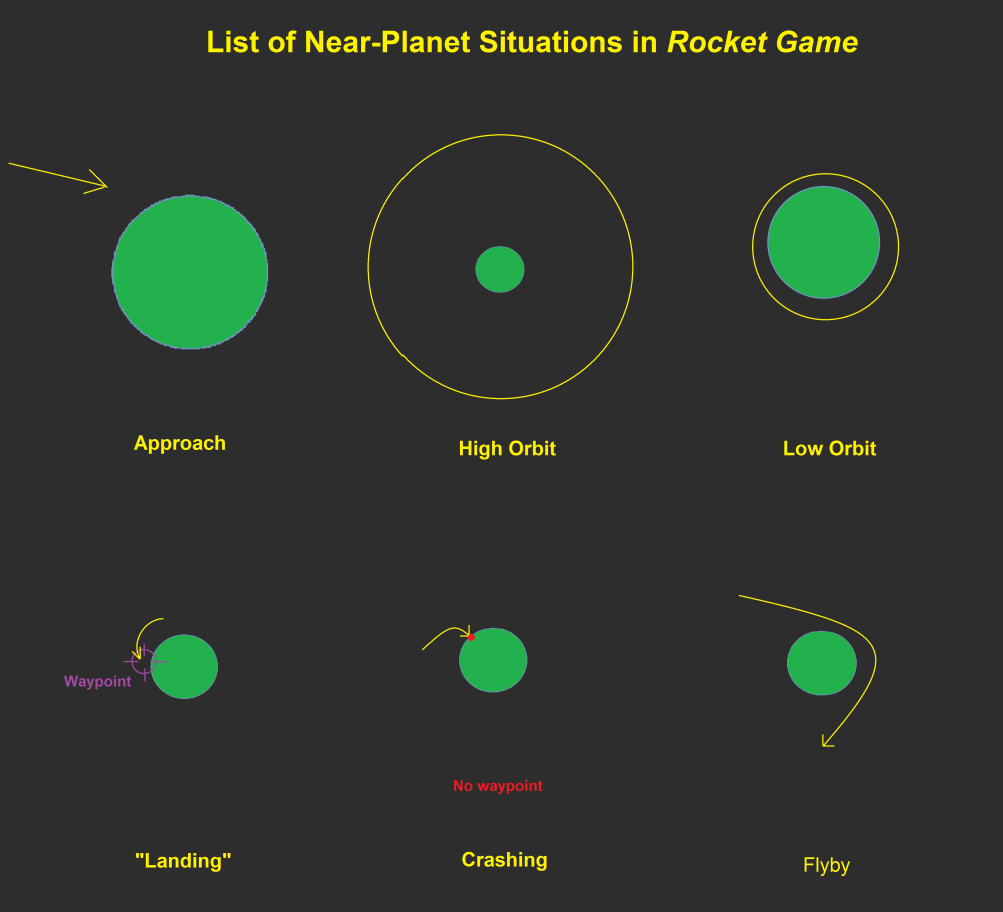 List of Near-Planet Situations in Rocket Game
Approach
High Orbit
Low Orbit
Waypoint
No waypoint
"Landing"
Crashing
Flyby